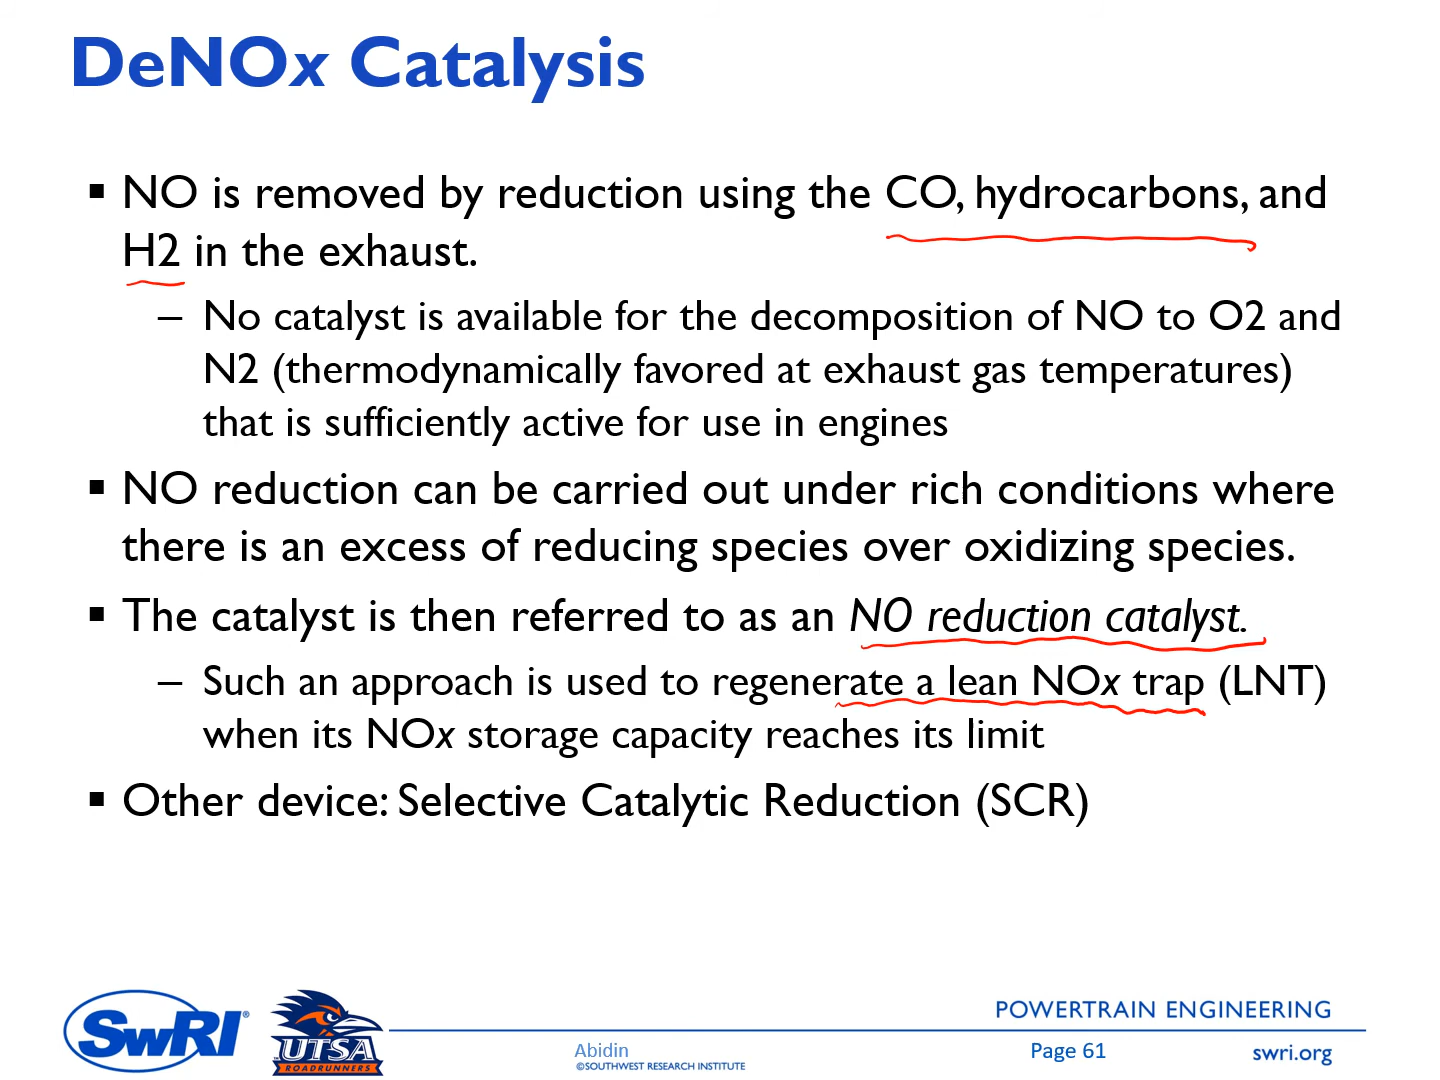 DeNOx Catalysis
▪ NO is removed by reduction using the CO, hydrocarbons, and
H2 in the exhaust.
– No catalyst is available for the decomposition of NO to O2 and
N2 (thermodynamically favored at exhaust gas temperatures)
that is sufficiently active for use in engines
▪ NO reduction can be carried out under rich conditions where
there is an excess of reducing species over oxidizing species.
▪ The catalyst is then referred to as an NO reduction catalyst.
– Such an approach is used to regenerate a lean NOx trap (LNT)
when its NOx storage capacity reaches its limit
▪ Other device: Selective Catalytic Reduction (SCR)
SwRI®
UTSA
ROADRUNNERS
Abidin
©SOUTHWEST RESEARCH INSTITUTE
POWERTRAIN ENGINEERING
Page 61
swri.org